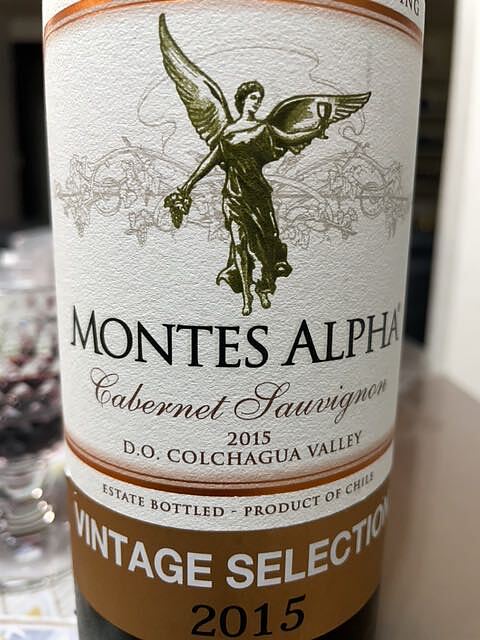 MONTES ALPHA®
Cabernet Sauvignon
2015
D.O. COLCHAGUA VALLEY
ESTATE BOTTLED - PRODUCT OF CHILE
VINTAGE SELECTION
2015